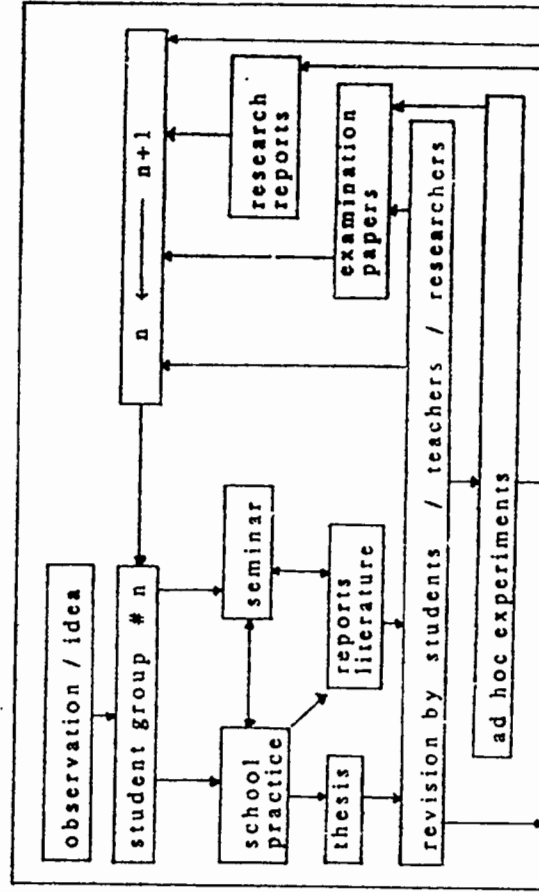 observation / idea
student group # n
n ← n+1
school
practice
seminar
research
reports
thesis
reports
literature
examination
papers
revision by students / teachers / researchers
ad hoc experiments